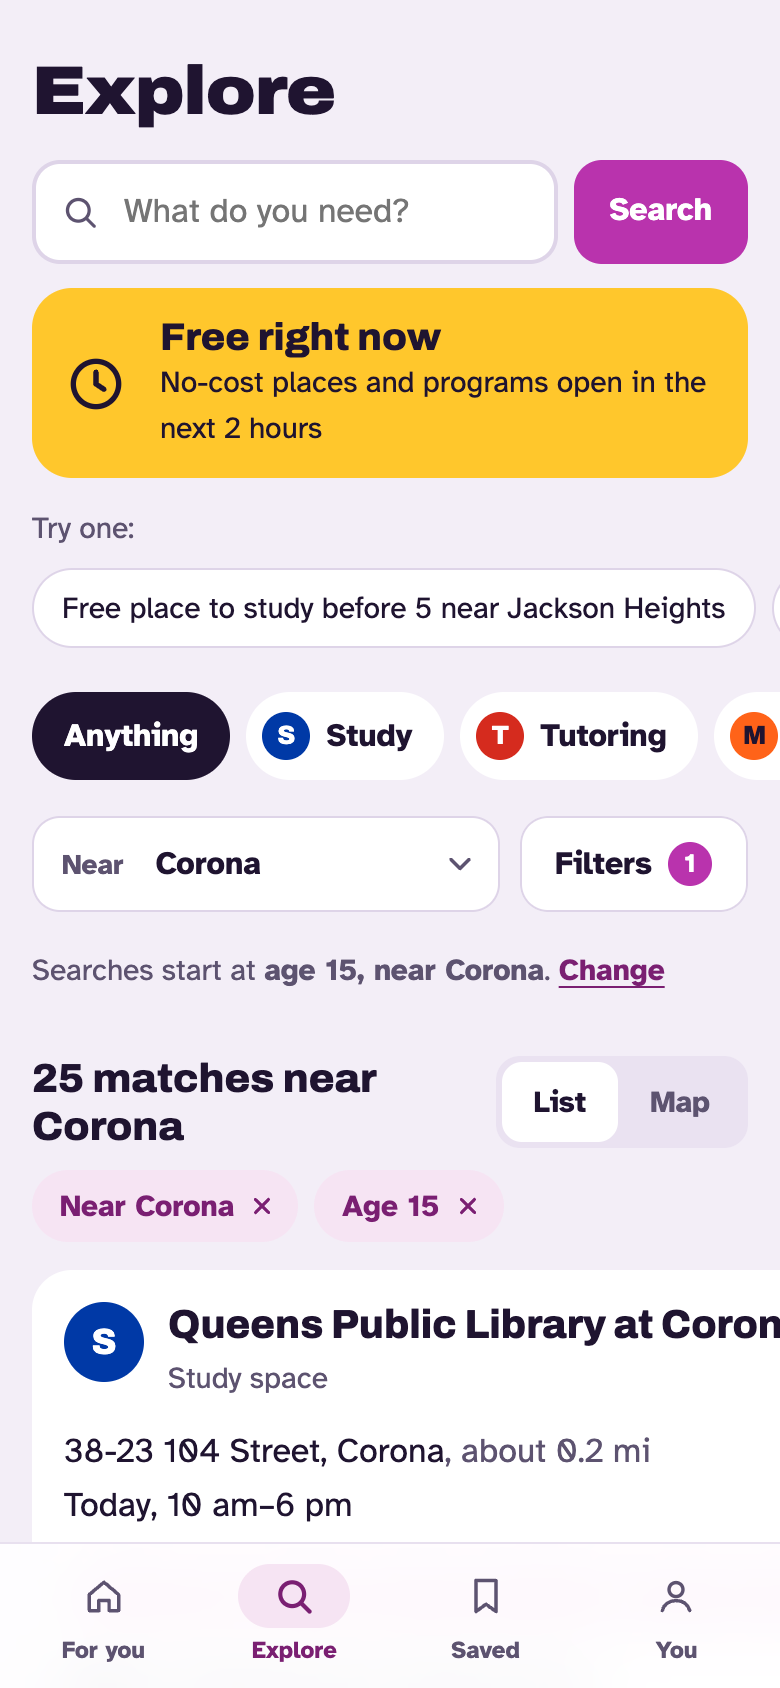 Explore
What do you need?
Search
Free right now
No-cost places and programs open in the
next 2 hours
Try one:
Free place to study before 5 near Jackson Heights
Anything
S Study
T Tutoring
M
Near Corona
Filters 1
Searches start at age 15, near Corona. Change
25 matches near
Corona
List Map
Near Corona ×
Age 15 ×
S
Queens Public Library at
Study space
38-23 104 Street, Corona, about 0.2 mi
Today, 10 am–6 pm
For you
Explore
Saved
You